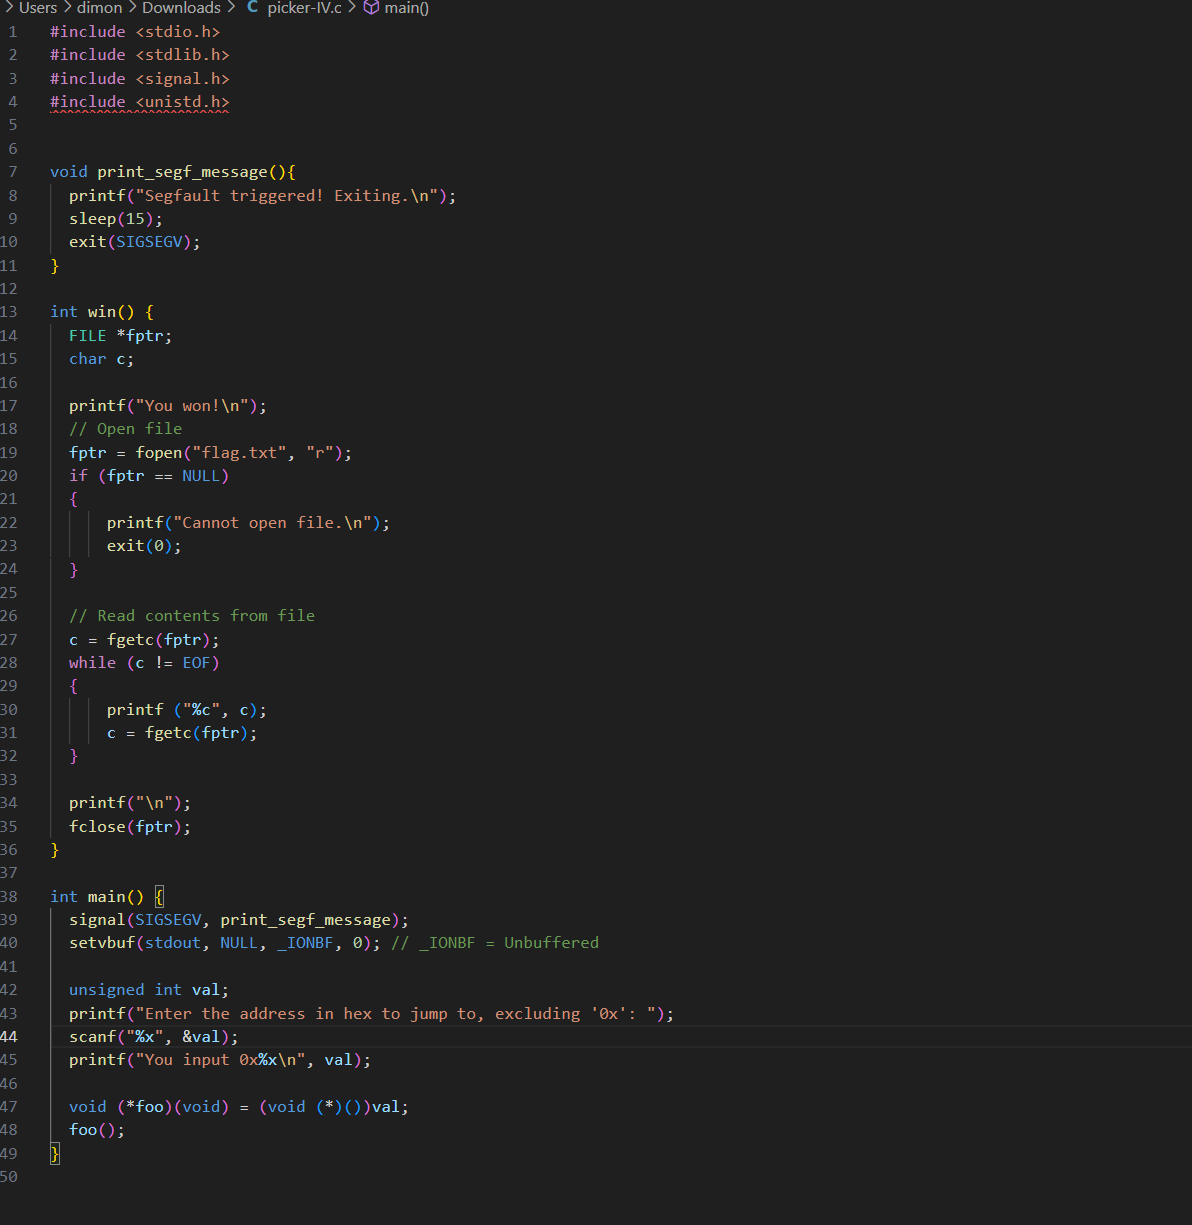 > Users > dimon > Downloads > C picker-IV.c > main()
1 #include <stdio.h>
2 #include <stdlib.h>
3 #include <signal.h>
4 #include <unistd.h>
5
6
7 void print_segf_message(){
8   printf("Segfault triggered! Exiting.\n");
9   sleep(15);
10   exit(SIGSEGV);
11 }
12
13 int win() {
14   FILE *fptr;
15   char c;
16
17   printf("You won!\n");
18   // Open file
19   fptr = fopen("flag.txt", "r");
20   if (fptr == NULL)
21   {
22       printf("Cannot open file.\n");
23       exit(0);
24   }
25
26   // Read contents from file
27   c = fgetc(fptr);
28   while (c != EOF)
29   {
30       printf ("%c", c);
31       c = fgetc(fptr);
32   }
33
34   printf("\n");
35   fclose(fptr);
36 }
37
38 int main() {
39   signal(SIGSEGV, print_segf_message);
40   setvbuf(stdout, NULL, _IONBF, 0); // _IONBF = Unbuffered
41
42   unsigned int val;
43   printf("Enter the address in hex to jump to, excluding '0x': ");
44   scanf("%x", &val);
45   printf("You input 0x%x\n", val);
46
47   void (*foo)(void) = (void (*)())val;
48   foo();
49 }
50